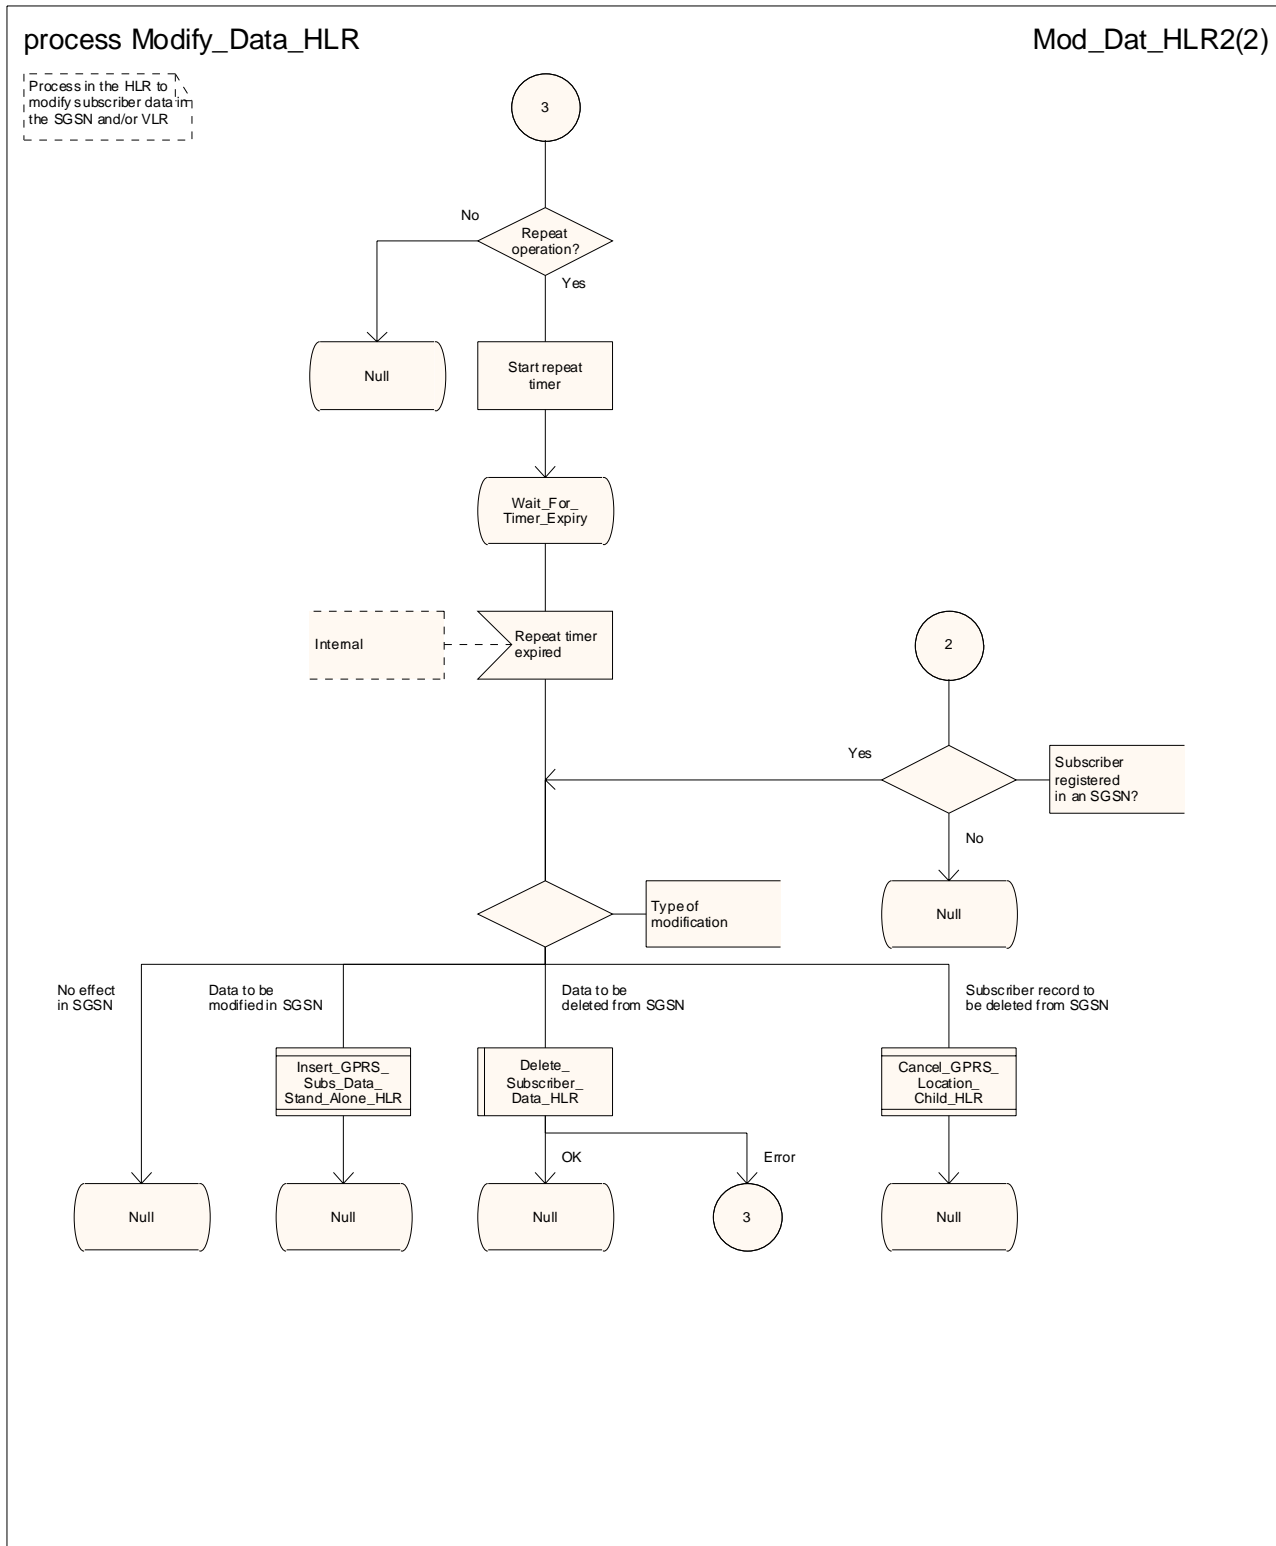 process Modify_Data_HLR
Mod_Dat_HLR2(2)
Process in the HLR to
modify subscriber data in
the SGSN and/or VLR
3
No
Repeat
operation?
Yes
Null
Start repeat
timer
Wait_For_
Timer_Expiry
Internal
Repeat timer
expired
2
Yes
Subscriber
registered
in an SGSN?
No
Type of
modification
Null
No effect
in SGSN
Data to be
modified in SGSN
Data to be
deleted from SGSN
Subscriber record to
be deleted from SGSN
Insert_GPRS_
Subs_Data_
Stand_Alone_HLR
Delete_
Subscriber_
Data_HLR
Cancel_GPRS_
Location_
Child_HLR
OK
Error
Null
Null
Null
3
Null